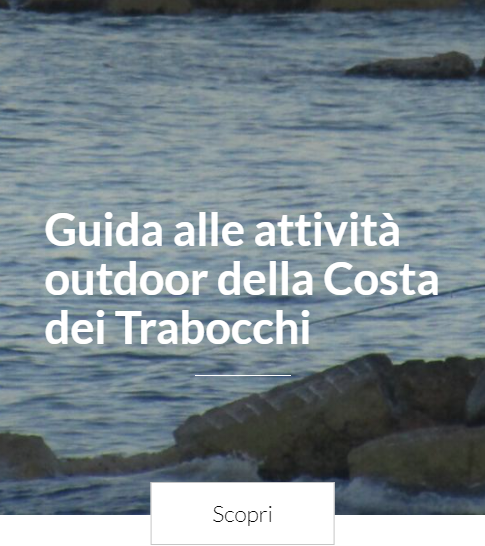 Guida alle attività
outdoor della Costa
dei Trabocchi
Scopri